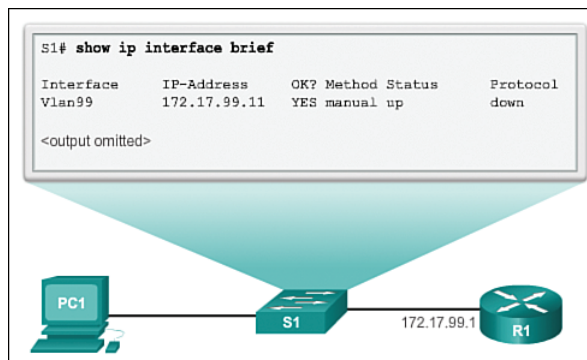 S1# show ip interface brief
Interface IP-Address OK? Method Status Protocol
Vlan99 172.17.99.11 YES manual up down
<output omitted>
PC1
S1
172.17.99.1
R1